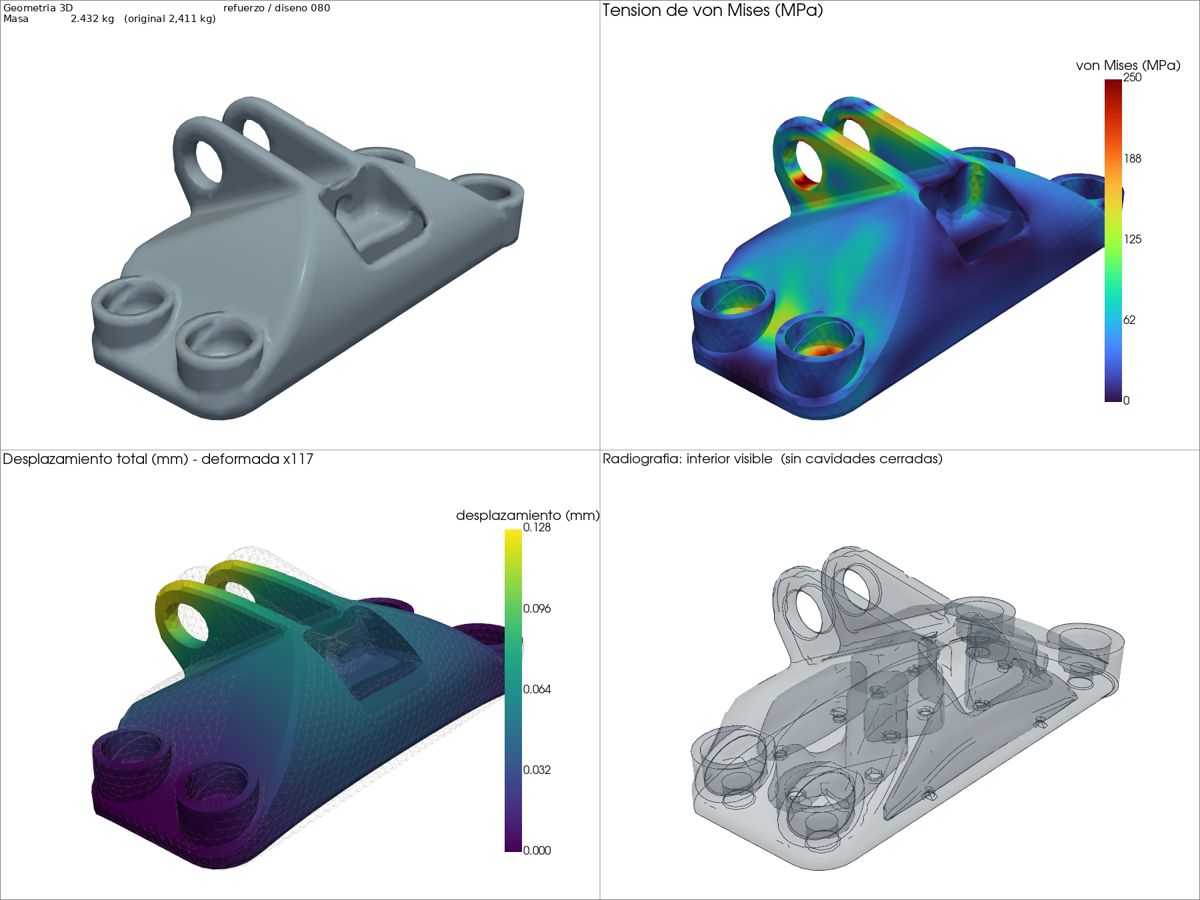 Geometria 3D refuerzo / diseno 080
Masa 2.432 kg (original 2,411 kg)
Tension de von Mises (MPa)
von Mises (MPa)
250
188
125
62
0
Desplazamiento total (mm) - deformada x117
desplazamiento (mm)
0.128
0.096
0.064
0.032
0.000
Radiografia: interior visible (sin cavidades cerradas)